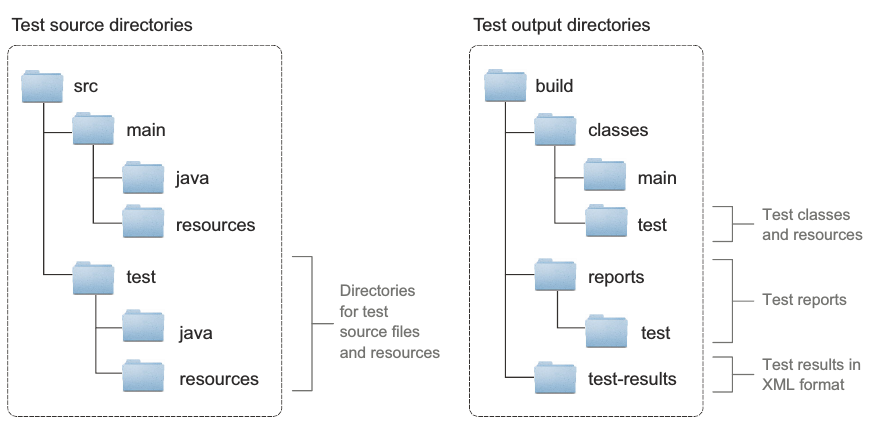 Test source directories
src
main
java
resources
test
java
resources
Directories
for test
source files
and resources
Test output directories
build
classes
main
test
reports
test
test-results
Test classes
and resources
Test reports
Test results in
XML format